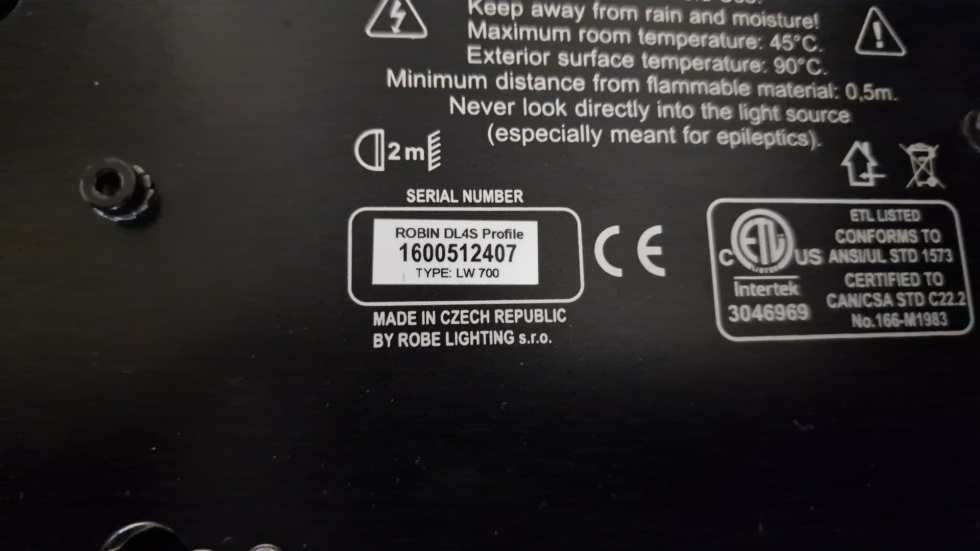 Keep away from rain and moisture!
Maximum room temperature: 45°C.
Exterior surface temperature: 90°C.
Minimum distance from flammable material: 0,5m.
Never look directly into the light source
(especially meant for epileptics).
2m
SERIAL NUMBER
ROBIN DL4S Profile
1600512407
TYPE: LW 700
MADE IN CZECH REPUBLIC
BY ROBE LIGHTING s.r.o.
CE
C ETL US
LISTED
Intertek
3046969
ETL LISTED
CONFORMS TO
ANSI/UL STD 1573
CERTIFIED TO
CAN/CSA STD C22.2
No.166-M1983